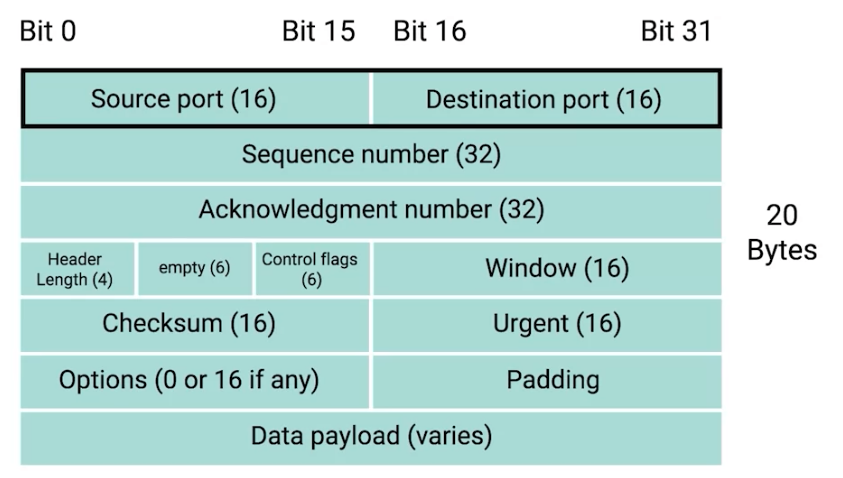 Bit 0 Bit 15 Bit 16 Bit 31
Source port (16) Destination port (16)
Sequence number (32)
Acknowledgment number (32)
20
Bytes
Header
Length (4)
empty (6)
Control flags
(6)
Window (16)
Checksum (16) Urgent (16)
Options (0 or 16 if any) Padding
Data payload (varies)